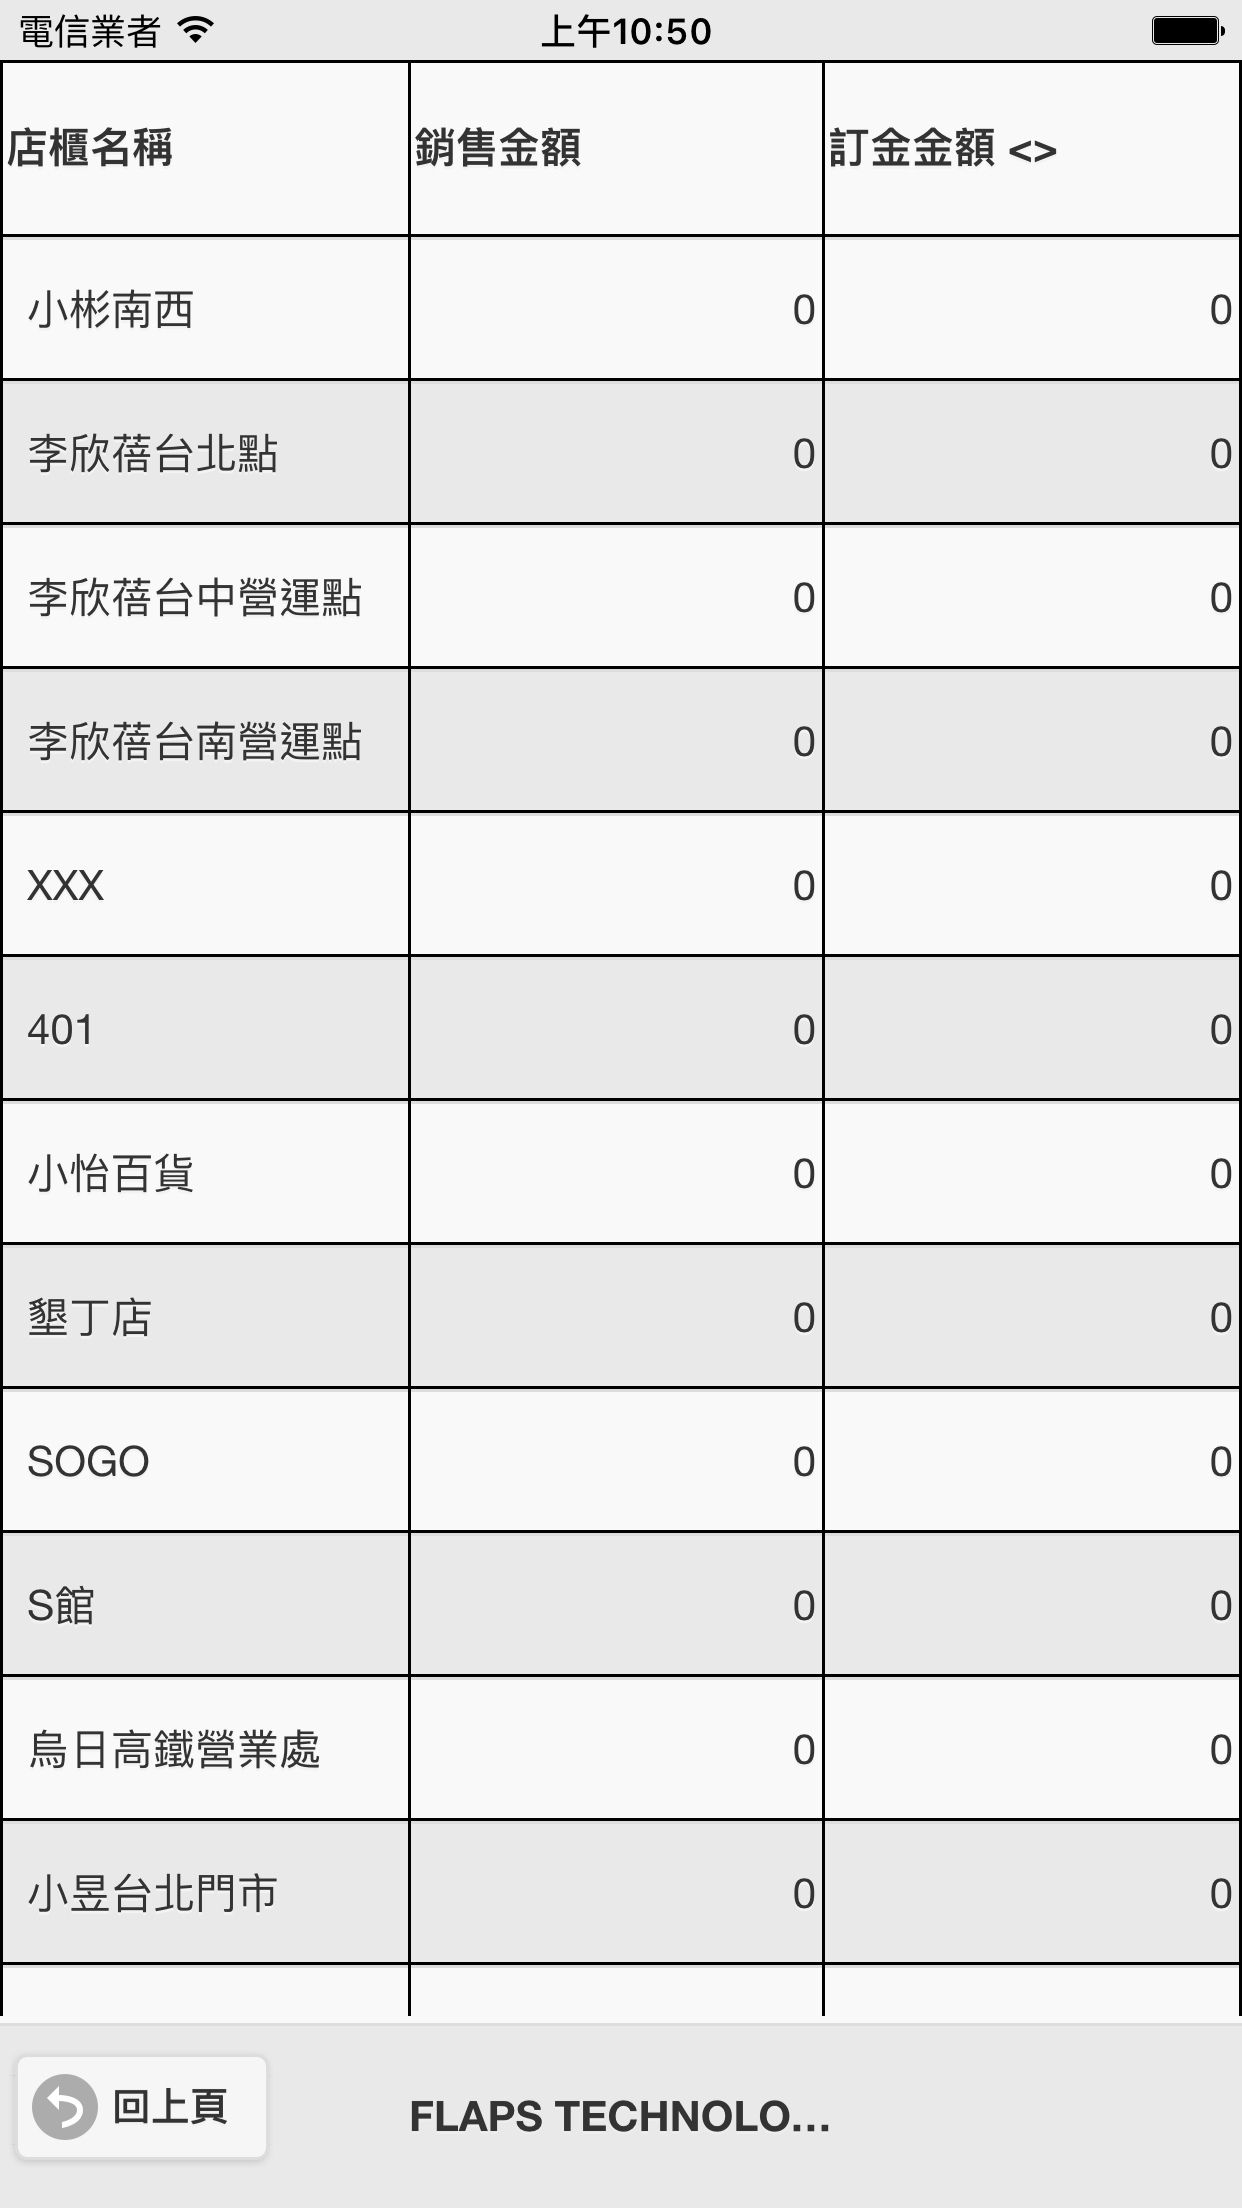 電信業者 上午10:50
店櫃名稱 銷售金額 訂金金額 <>
小彬南西 0 0
李欣蓓台北點 0 0
李欣蓓台中營運點 0 0
李欣蓓台南營運點 0 0
XXX 0 0
401 0 0
小怡百貨 0 0
墾丁店 0 0
SOGO 0 0
S館 0 0
烏日高鐵營業處 0 0
小昱台北門市 0 0
回上頁 FLAPS TECHNOLO...